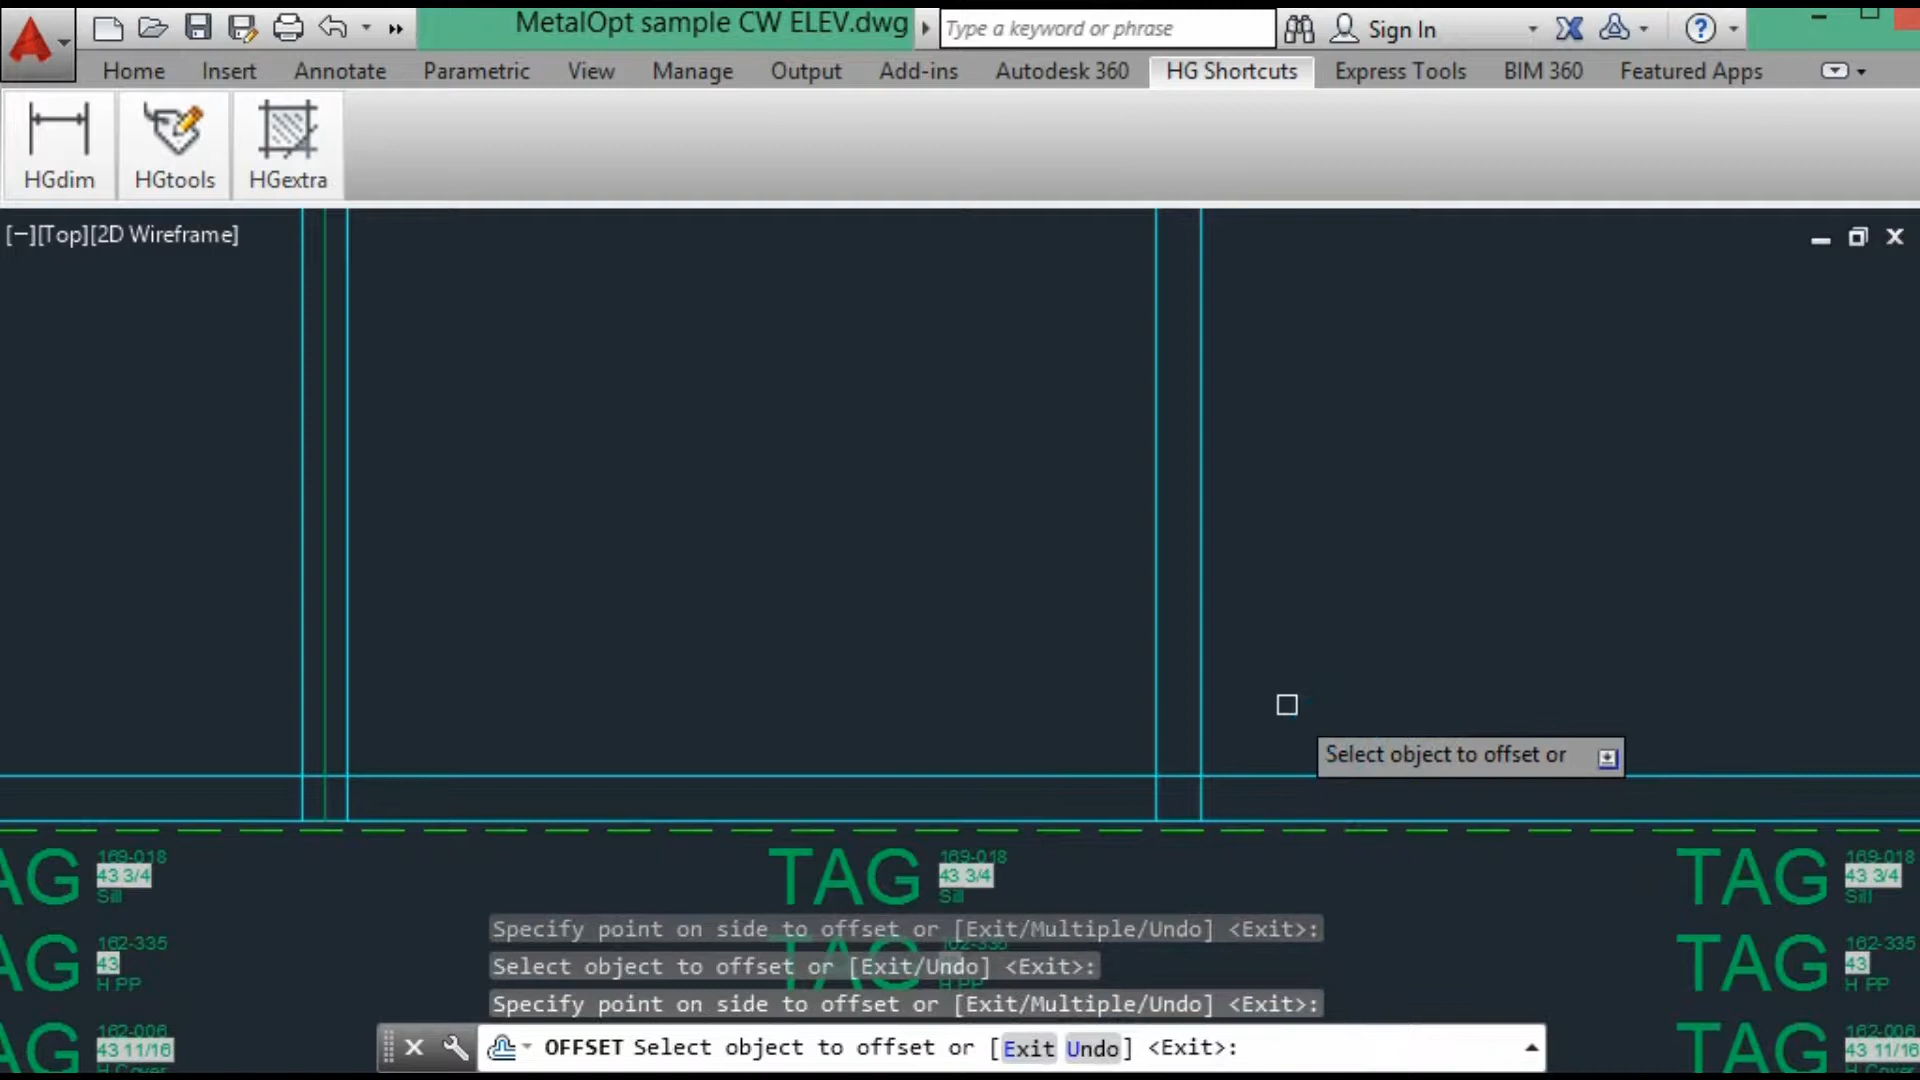 MetalOpt sample CW ELEV.dwg
Type a keyword or phrase
Sign In
Home Insert Annotate Parametric View Manage Output Add-ins Autodesk 360 HG Shortcuts Express Tools BIM 360 Featured Apps
HGdim HGtools HGextra
[−][Top][2D Wireframe]
Select object to offset or
AG 169-018 43 3/4 Sill
TAG 169-018 43 3/4 Sill
TAG 169-018 43 3/4 Sill
Specify point on side to offset or [Exit/Multiple/Undo] <Exit>:
AG 162-335 43 H PP
TAG 162-335 H PP
TAG 162-335 43 H PP
Select object to offset or [Exit/Undo] <Exit>:
Specify point on side to offset or [Exit/Multiple/Undo] <Exit>:
AG 162-006 43 11/16 H Cover
TAG 162-006 43 11/16 H Cover
OFFSET Select object to offset or [Exit Undo] <Exit>: